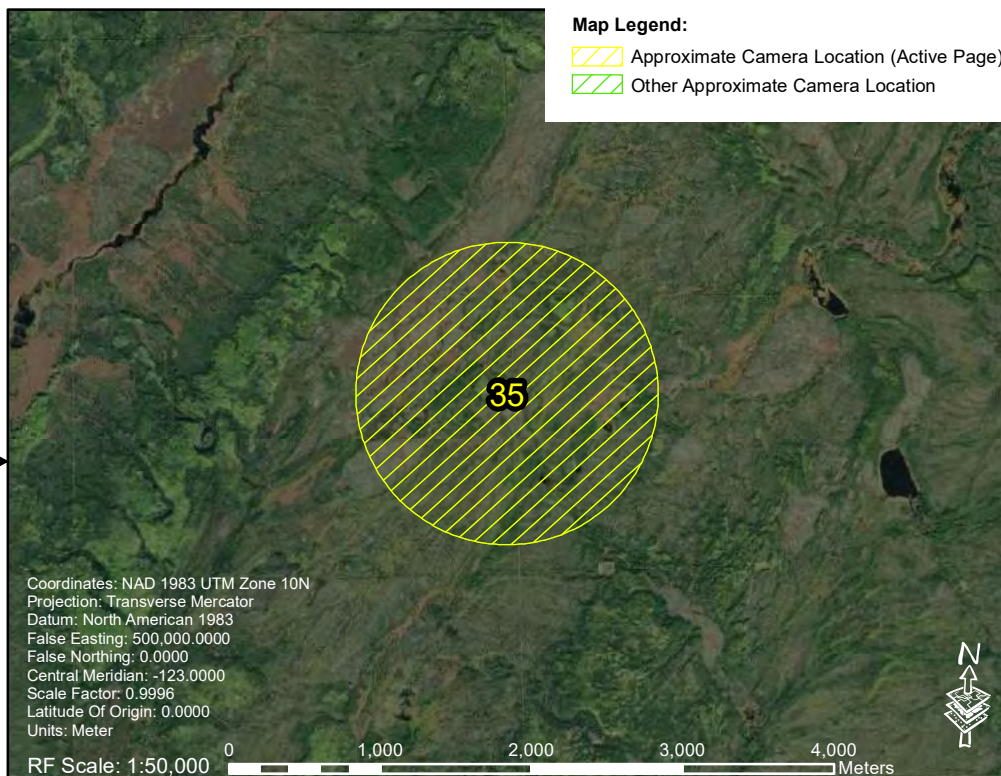 Map Legend:
Approximate Camera Location (Active Page)
Other Approximate Camera Location
35
Coordinates: NAD 1983 UTM Zone 10N
Projection: Transverse Mercator
Datum: North American 1983
False Easting: 500,000.0000
False Northing: 0.0000
Central Meridian: -123.0000
Scale Factor: 0.9996
Latitude Of Origin: 0.0000
Units: Meter
RF Scale: 1:50,000
0 1,000 2,000 3,000 4,000
Meters
N